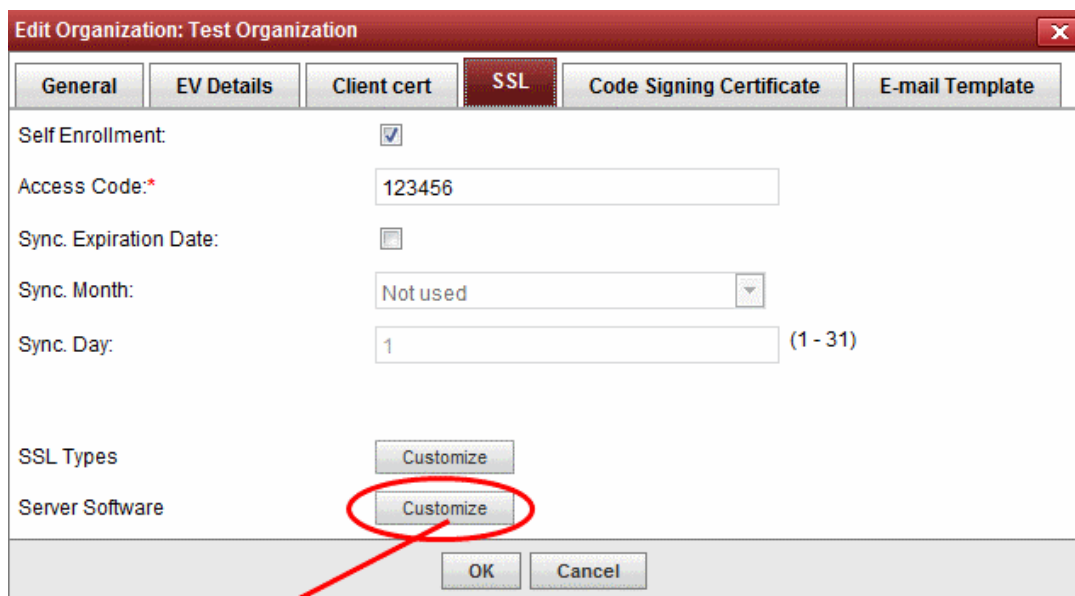 Edit Organization: Test Organization
General EV Details Client cert SSL Code Signing Certificate E-mail Template
Self Enrollment:
Access Code:* 123456
Sync. Expiration Date:
Sync. Month: Not used
Sync. Day: 1 (1 - 31)
SSL Types Customize
Server Software Customize
OK Cancel